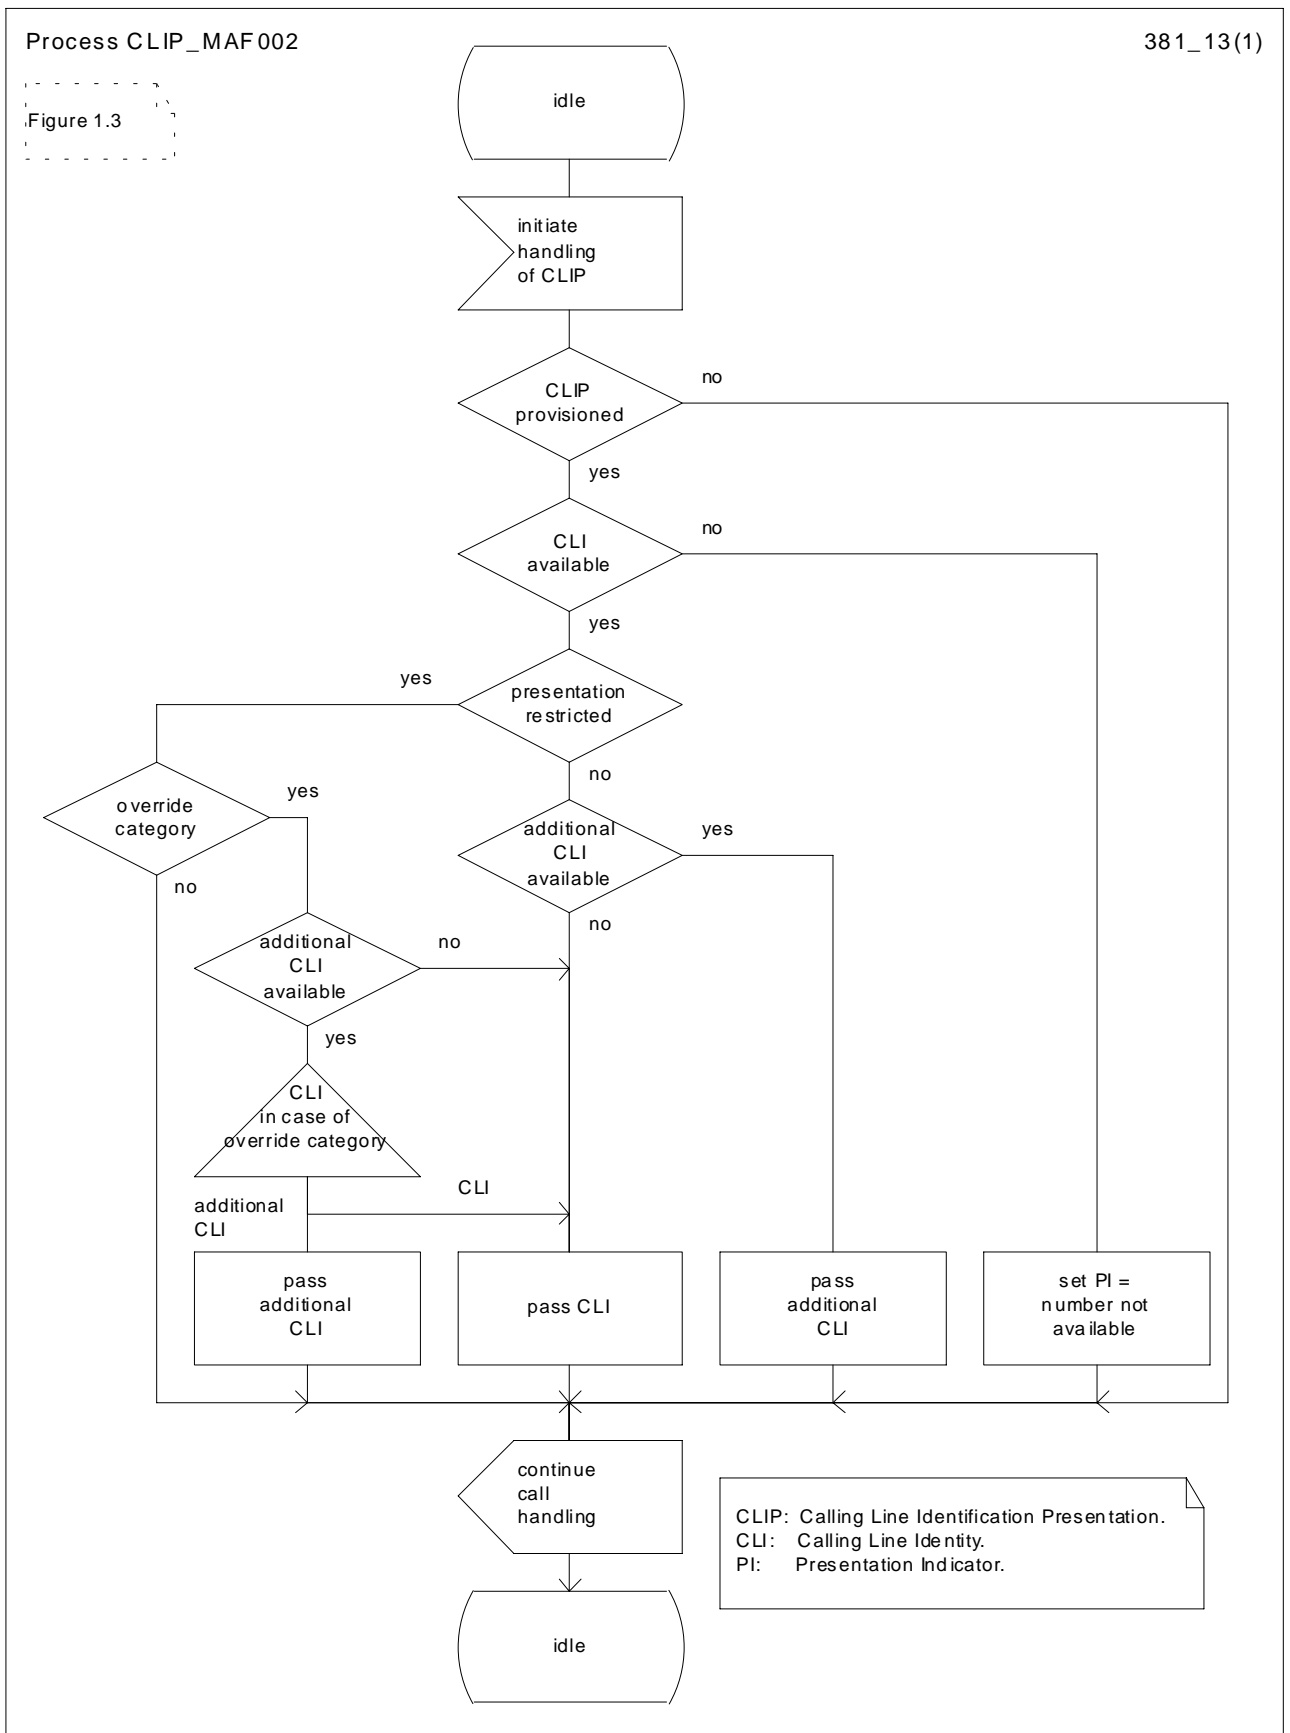 Process CLIP_MAF002
381_13(1)
Figure 1.3
idle
initiate
handling
of CLIP
CLIP
provisioned
no
yes
CLI
available
no
yes
presentation
restricted
yes
no
override
category
yes
no
additional
CLI
available
yes
no
additional
CLI
available
no
yes
CLI
in case of
override category
additional
CLI
CLI
pass
additional
CLI
pass CLI
pass
additional
CLI
set PI =
number not
available
continue
call
handling
CLIP: Calling Line Identification Presentation.
CLI: Calling Line Identity.
PI: Presentation Indicator.
idle